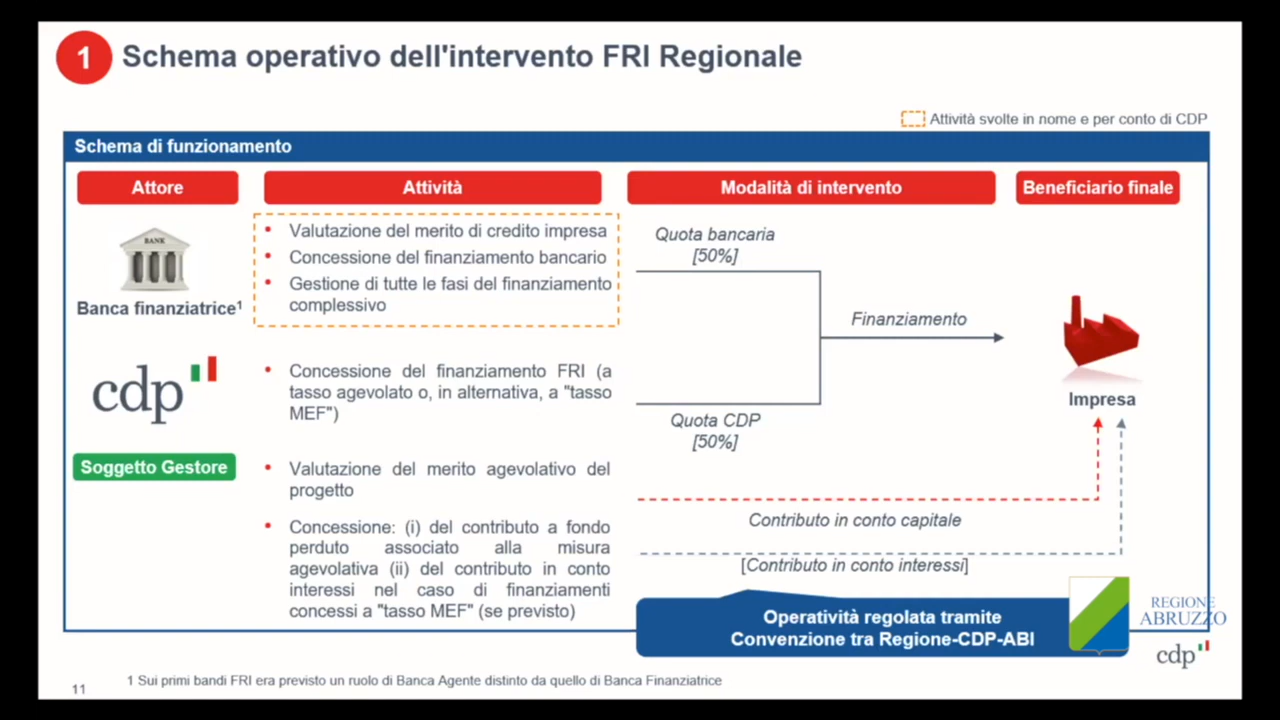 1
Schema operativo dell'intervento FRI Regionale
Attività svolte in nome e per conto di CDP
Schema di funzionamento
Attore
Attività
Modalità di intervento
Beneficiario finale
BANK
Banca finanziatrice¹
• Valutazione del merito di credito impresa
• Concessione del finanziamento bancario
• Gestione di tutte le fasi del finanziamento
complessivo
Quota bancaria
[50%]
Finanziamento
Impresa
cdp
• Concessione del finanziamento FRI (a
tasso agevolato o, in alternativa, a "tasso
MEF")
Quota CDP
[50%]
Soggetto Gestore
• Valutazione del merito agevolativo del
progetto
• Concessione: (i) del contributo a fondo
perduto associato alla misura
agevolativa (ii) del contributo in conto
interessi nel caso di finanziamenti
concessi a "tasso MEF" (se previsto)
Contributo in conto capitale
[Contributo in conto interessi]
Operatività regolata tramite
Convenzione tra Regione-CDP-ABI
REGIONE
ABRUZZO
cdp
1 Sui primi bandi FRI era previsto un ruolo di Banca Agente distinto da quello di Banca Finanziatrice
11